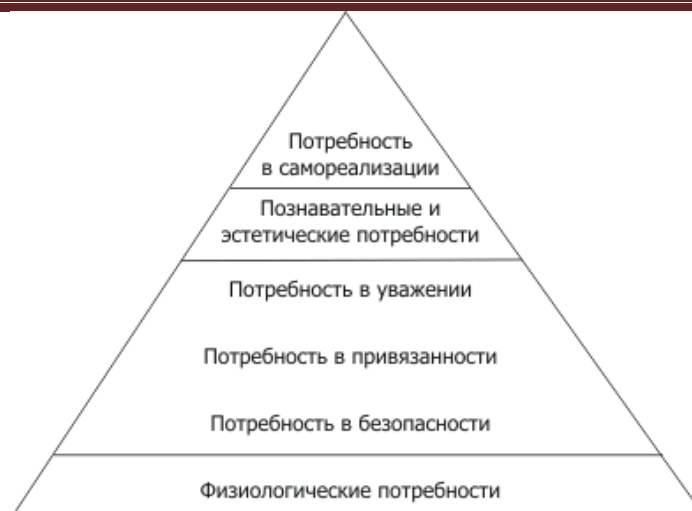 Потребность
в самореализации
Познавательные и
эстетические потребности
Потребность в уважении
Потребность в привязанности
Потребность в безопасности
Физиологические потребности